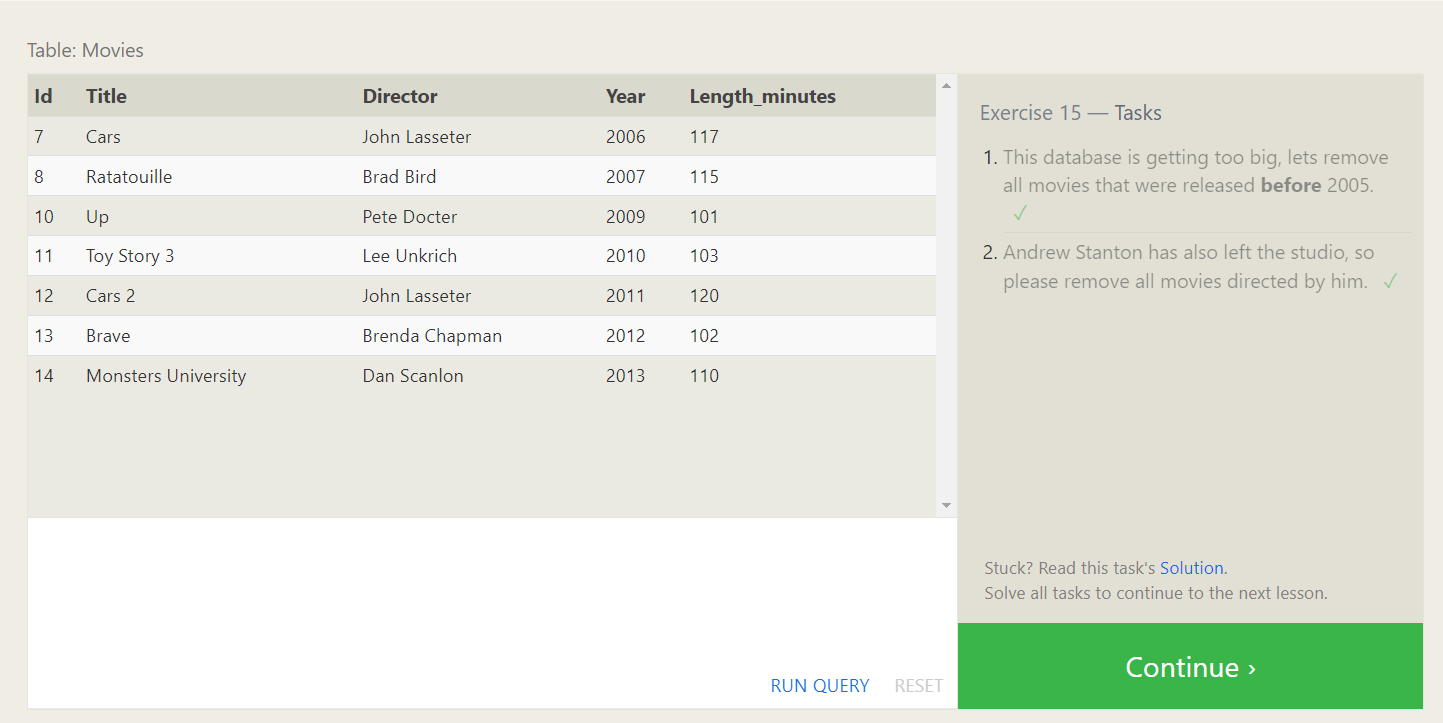 Table: Movies
Id Title Director Year Length_minutes
7 Cars John Lasseter 2006 117
8 Ratatouille Brad Bird 2007 115
10 Up Pete Docter 2009 101
11 Toy Story 3 Lee Unkrich 2010 103
12 Cars 2 John Lasseter 2011 120
13 Brave Brenda Chapman 2012 102
14 Monsters University Dan Scanlon 2013 110
RUN QUERY RESET
Exercise 15 — Tasks
1. This database is getting too big, lets remove
all movies that were released before 2005.
✓
2. Andrew Stanton has also left the studio, so
please remove all movies directed by him. ✓
Stuck? Read this task's Solution.
Solve all tasks to continue to the next lesson.
Continue ›